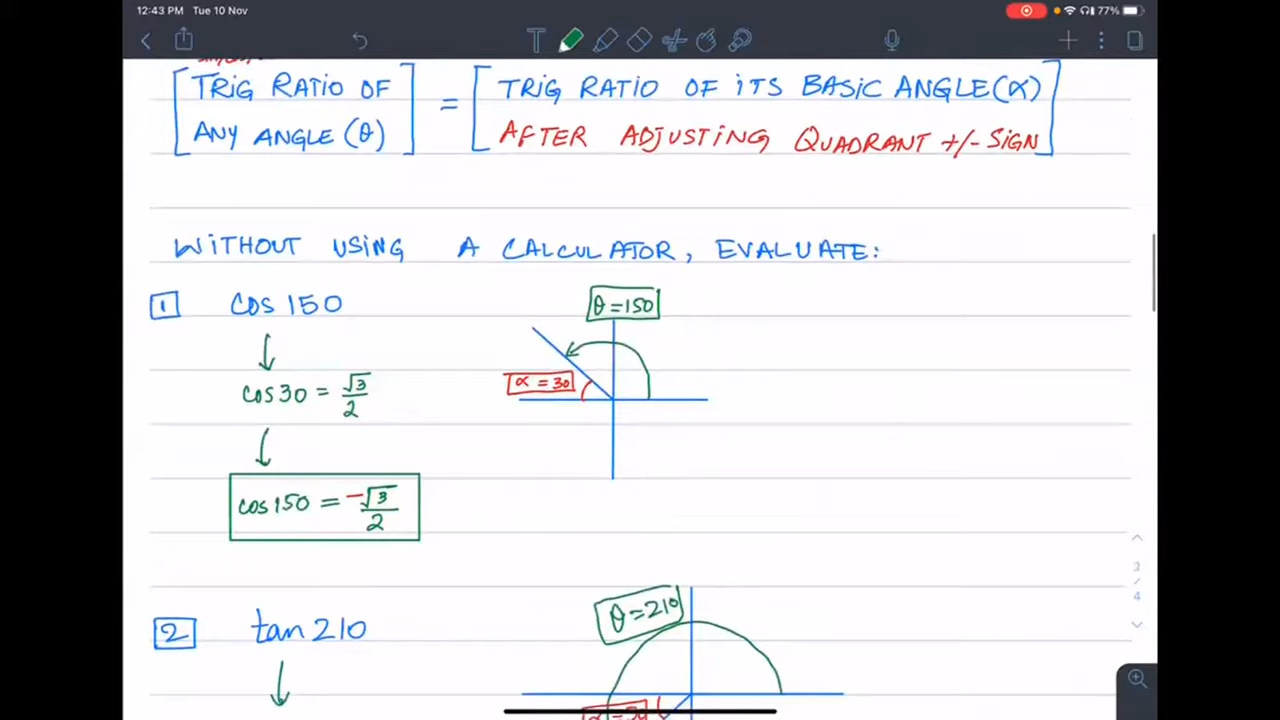 12:43 PM Tue 10 Nov
77%
TRIG RATIO OF
ANY ANGLE (θ)
=
TRIG RATIO OF ITS BASIC ANGLE(α)
AFTER ADJUSTING QUADRANT +/- SIGN
WITHOUT USING A CALCULATOR, EVALUATE:
1 cos 150
θ = 150
α = 30
cos 30 = √3/2
cos 150 = -√3/2
2 / 4
2 tan 210
θ = 210